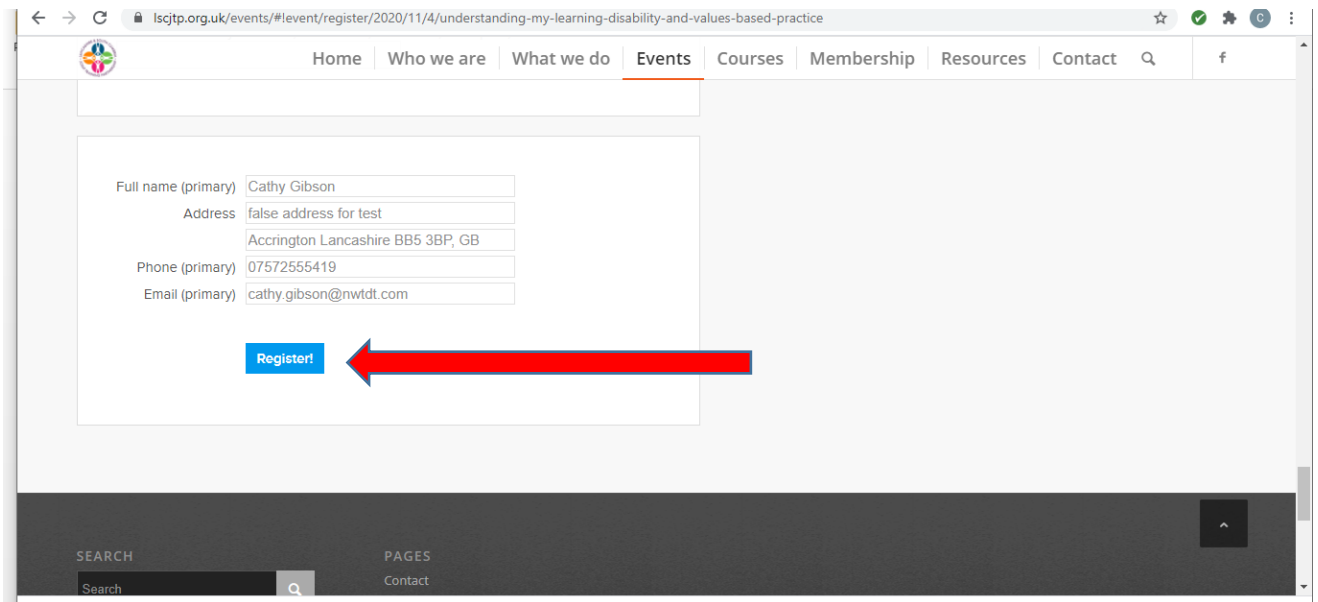 lscjtp.org.uk/events/#!event/register/2020/11/4/understanding-my-learning-disability-and-values-based-practice
C
Home Who we are What we do Events Courses Membership Resources Contact f
Full name (primary) Cathy Gibson
Address false address for test
Accrington Lancashire BB5 3BP, GB
Phone (primary) 07572555419
Email (primary) cathy.gibson@nwtdt.com
Register!
SEARCH PAGES
Search Contact